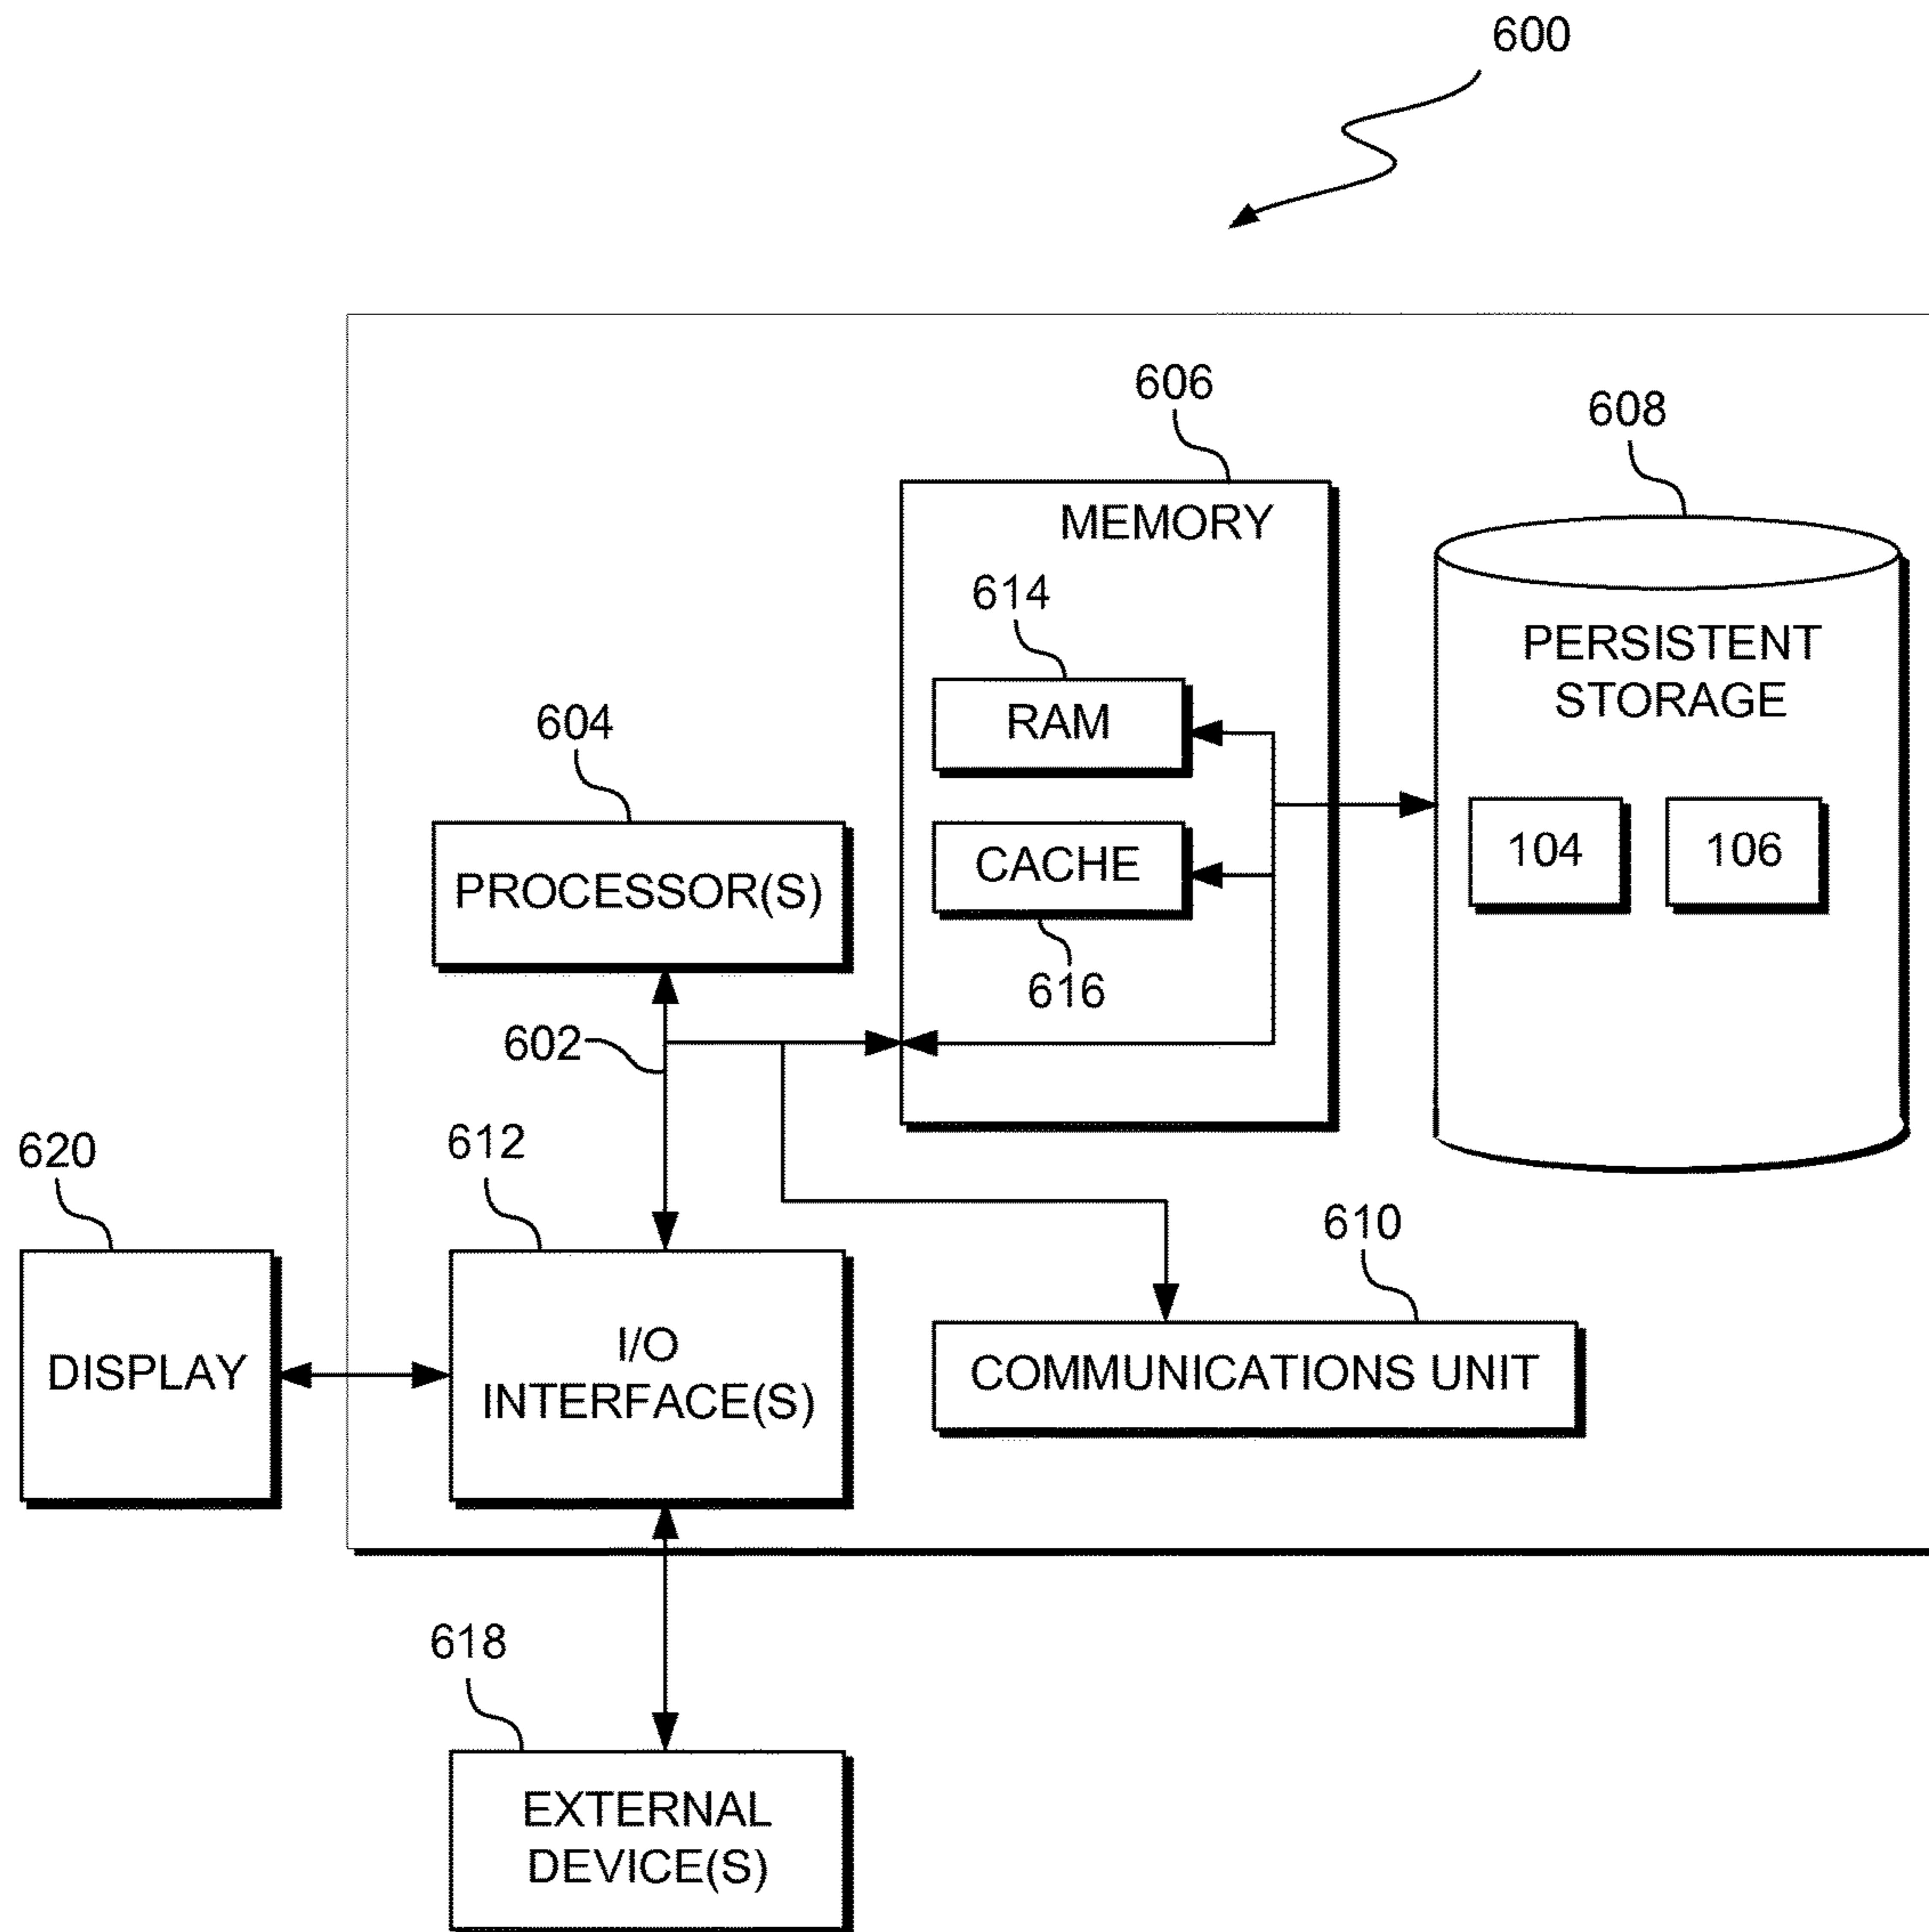 600
606
608
MEMORY
614
PERSISTENT
STORAGE
RAM
604
104
106
CACHE
PROCESSOR(S)
616
602
620
612
610
I/O
INTERFACE(S)
DISPLAY
COMMUNICATIONS UNIT
618
EXTERNAL
DEVICE(S)